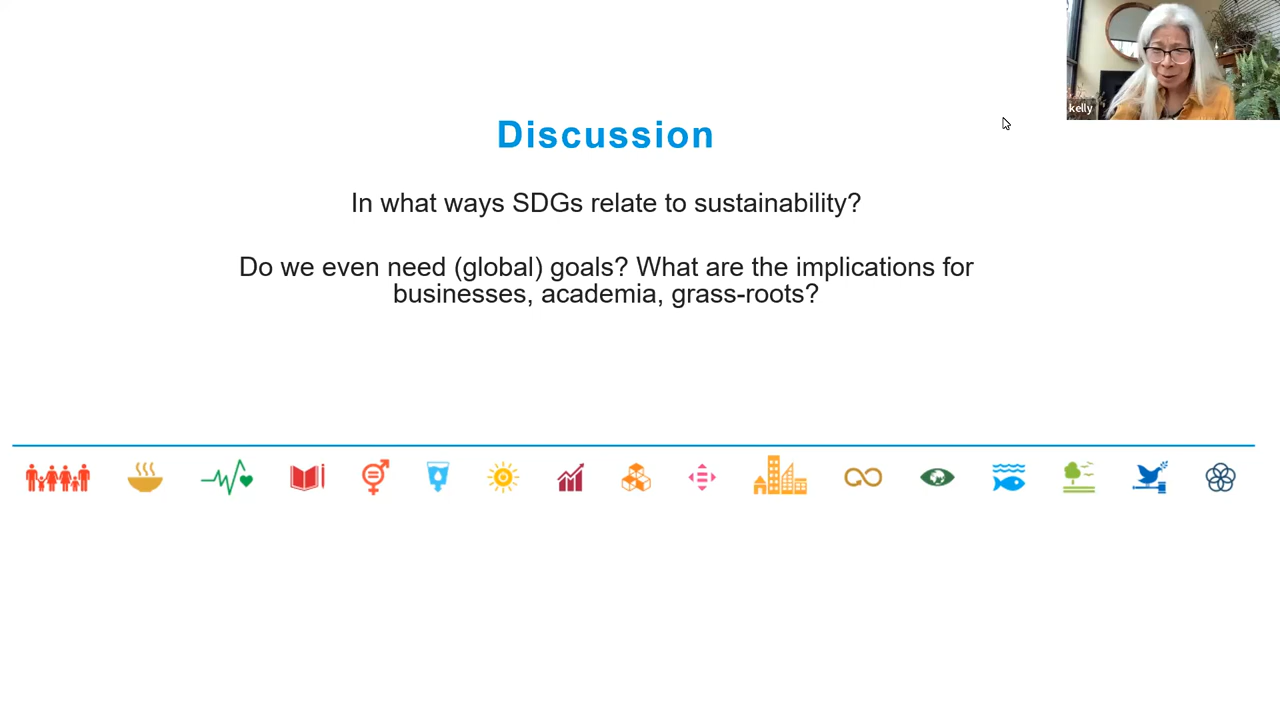 kelly
Discussion
In what ways SDGs relate to sustainability?
Do we even need (global) goals? What are the implications for
businesses, academia, grass-roots?